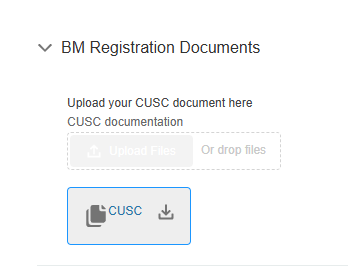 BM Registration Documents
Upload your CUSC document here
CUSC documentation
Upload Files Or drop files
CUSC